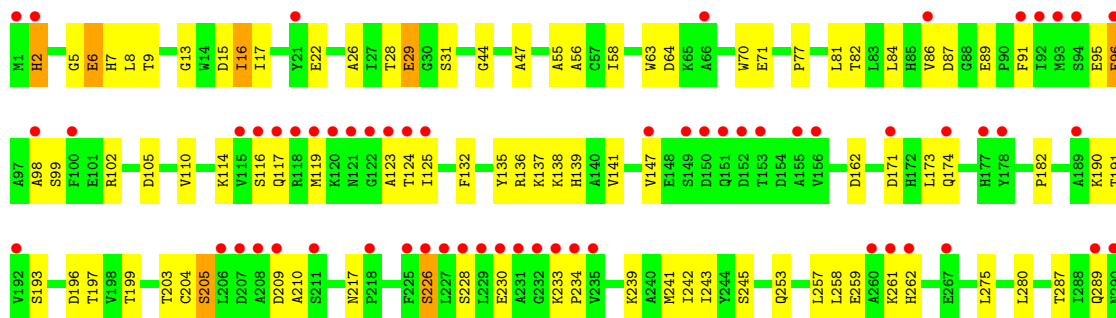 M1 H2 G5 E6 H7 L8 T9 G13 W14 D15 I16 I17 Y21 E22 A26 I27 T28 E29 G30 S31 G44 A47 A55 A56 C57 I58 W63 D64 K65 A66 W70 E71 P77 L81 T82 L83 L84 H85 V86 D87 G88 E89 P90 F91 I92 M93 S94 E95
A97 A98 S99 F100 E101 R102 D105 V110 K114 V115 S116 Q117 R118 M119 K120 N121 G122 A123 T124 I125 F132 Y135 R136 K137 K138 H139 A140 V141 V147 E148 S149 D150 Q151 D152 T153 D154 A155 V156 D162 D171 H172 L173 Q174 H177 Y178 P182 A189 K190 T191
V192 S193 D196 T197 V198 T199 T203 C204 S205 L206 D207 A208 D209 A210 S211 N217 P218 F225 S226 L227 S228 L229 E230 A231 G232 K233 P234 V235 K239 A240 M241 I242 I243 Y244 S245 Q253 L257 L258 E259 A260 K261 H262 E267 L275 L280 T287 I288 Q289 N290